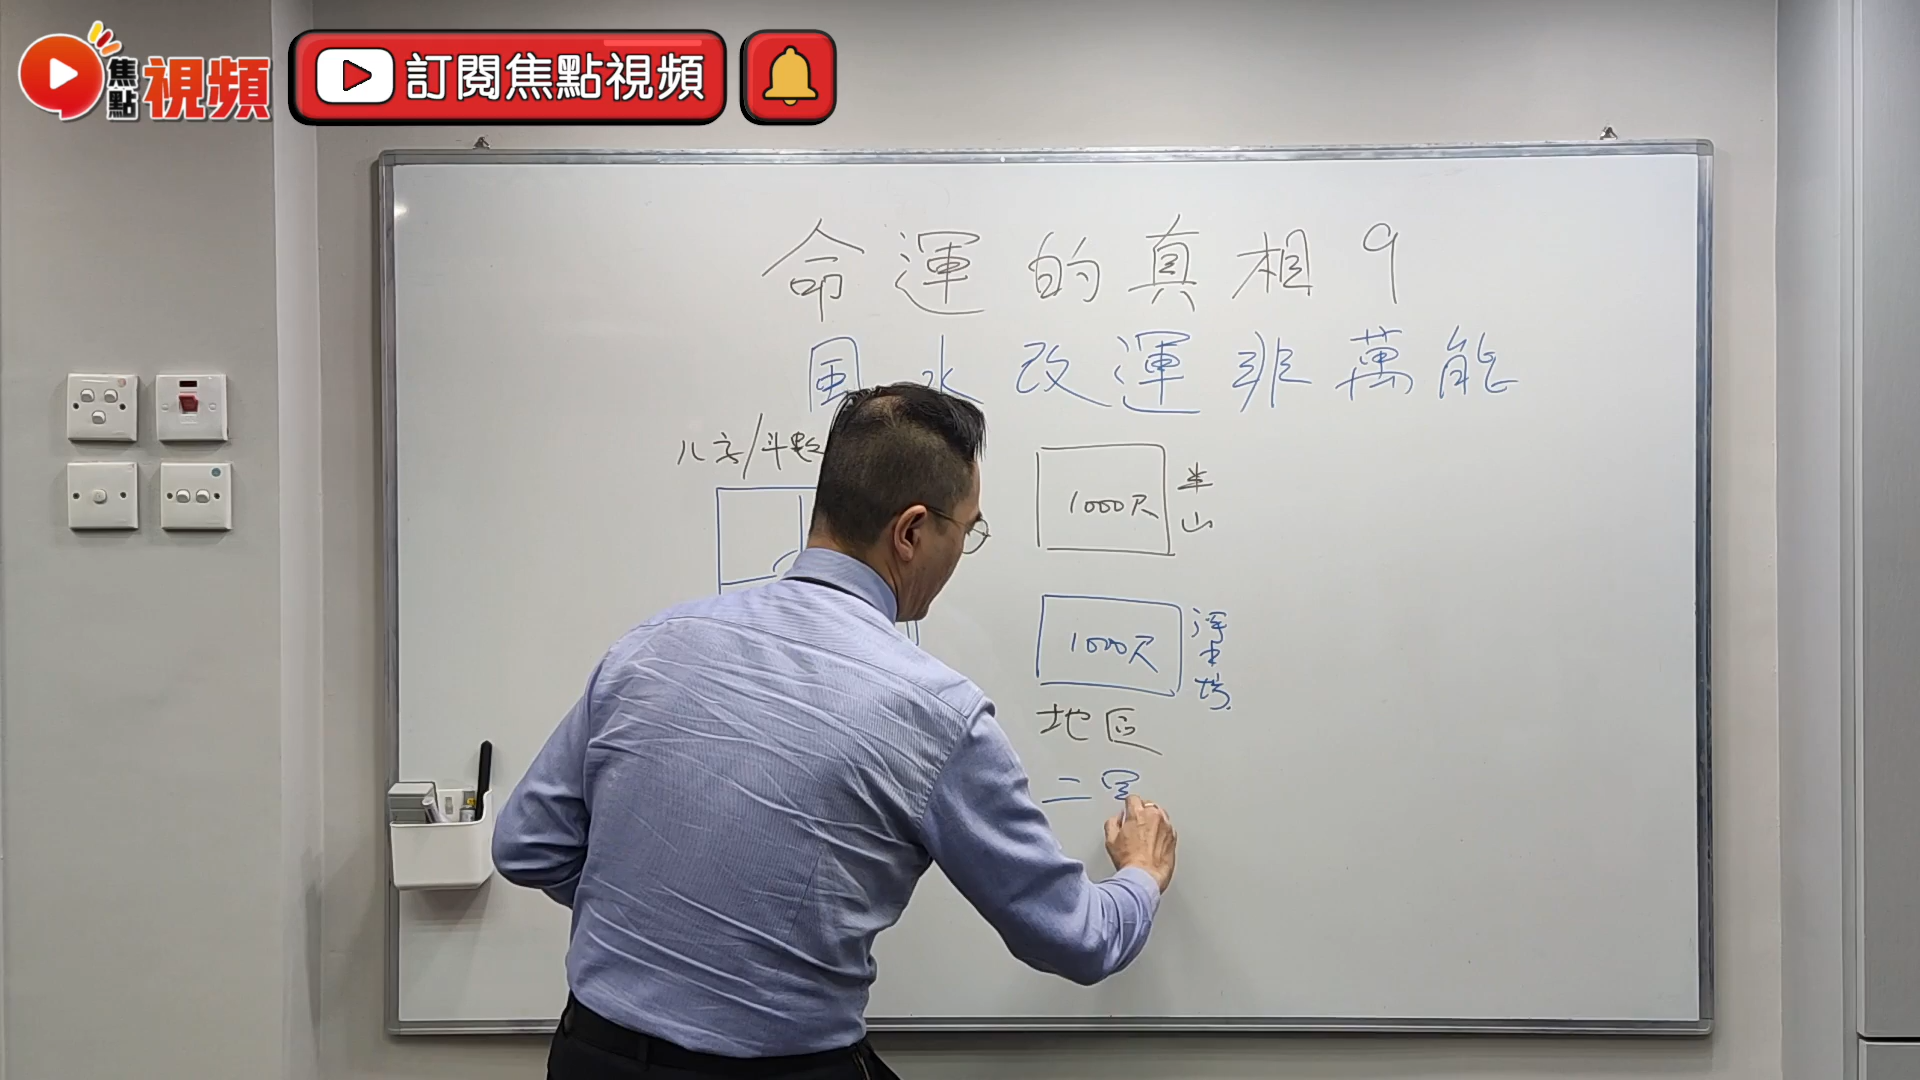 焦點視頻
訂閱焦點視頻
命運的真相9
風水改運非萬能
八字/斗數
1000尺
半山
1000尺
深水埗
地區
二